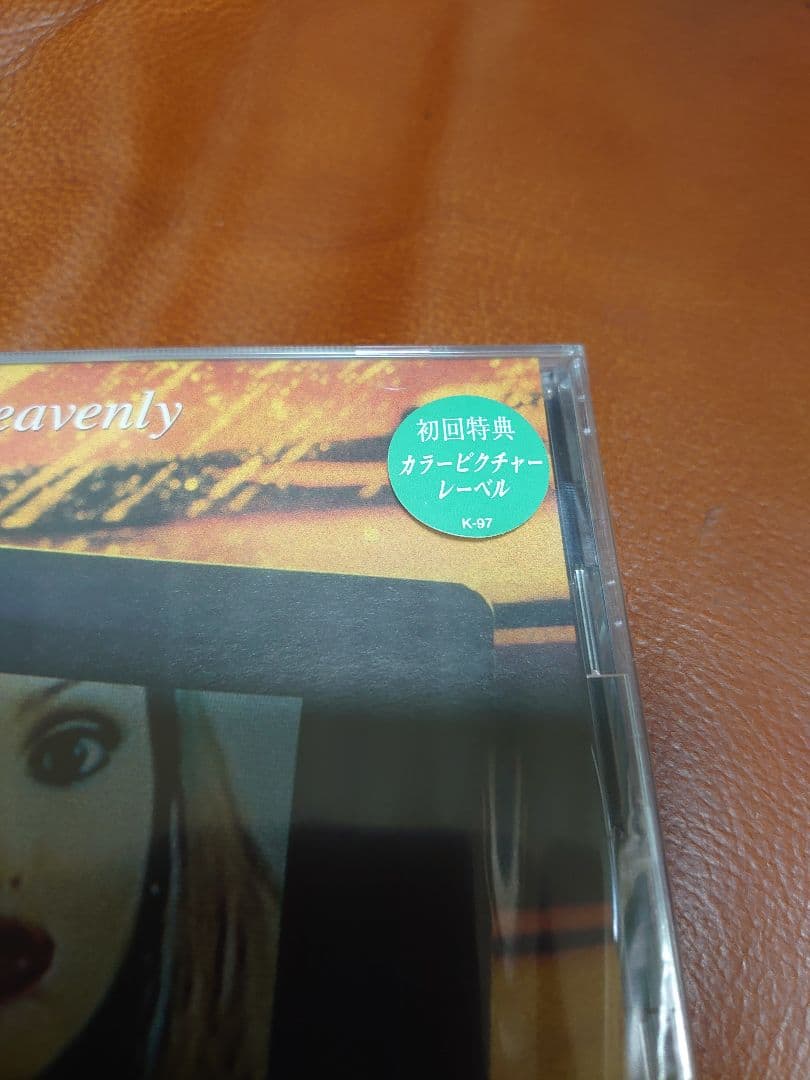 eavenly
初回特典
カラーピクチャー
レーベル
K-97